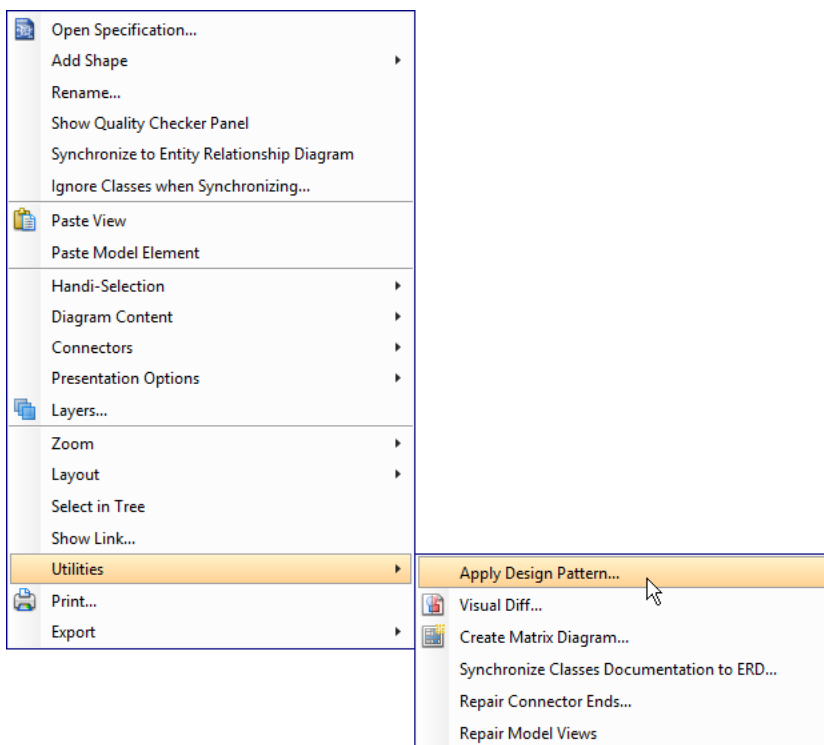 Open Specification...
Add Shape
Rename...
Show Quality Checker Panel
Synchronize to Entity Relationship Diagram
Ignore Classes when Synchronizing...
Paste View
Paste Model Element
Handi-Selection
Diagram Content
Connectors
Presentation Options
Layers...
Zoom
Layout
Select in Tree
Show Link...
Utilities
Print...
Export
Apply Design Pattern...
Visual Diff...
Create Matrix Diagram...
Synchronize Classes Documentation to ERD...
Repair Connector Ends...
Repair Model Views